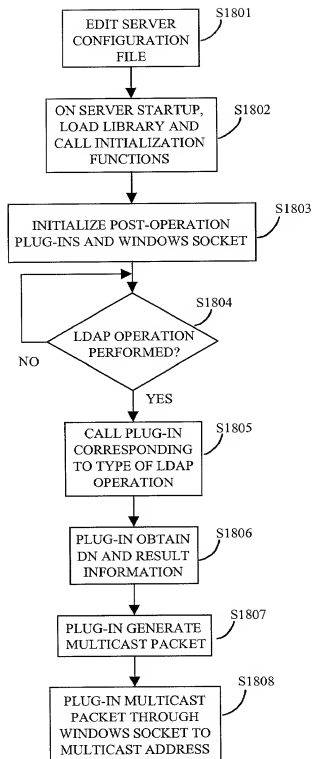 S1801
EDIT SERVER
CONFIGURATION
FILE
S1802
ON SERVER STARTUP,
LOAD LIBRARY AND
CALL INITIALIZATION
FUNCTIONS
S1803
INITIALIZE POST-OPERATION
PLUG-INS AND WINDOWS SOCKET
S1804
LDAP OPERATION
PERFORMED?
NO
YES
S1805
CALL PLUG-IN
CORRESPONDING
TO TYPE OF LDAP
OPERATION
S1806
PLUG-IN OBTAIN
DN AND RESULT
INFORMATION
S1807
PLUG-IN GENERATE
MULTICAST PACKET
S1808
PLUG-IN MULTICAST
PACKET THROUGH
WINDOWS SOCKET TO
MULTICAST ADDRESS